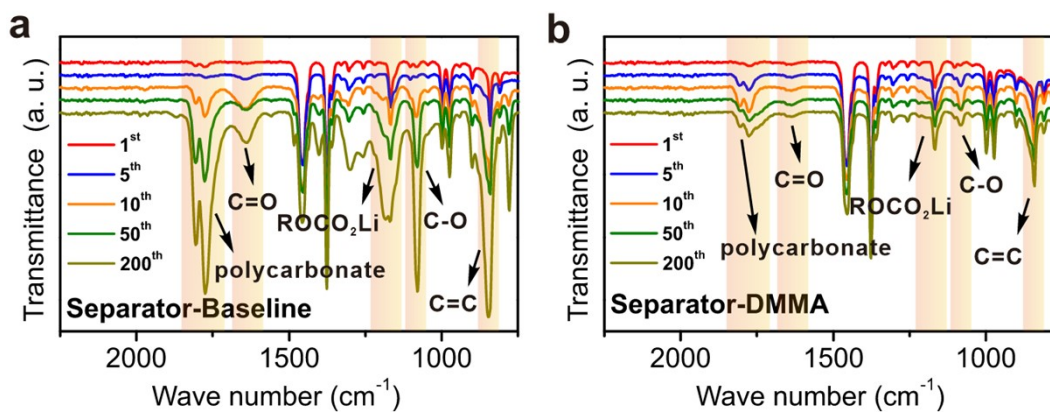 a
Transmittance (a. u.)
1st
5th
10th
50th
200th
C=O
ROCO2Li
C-O
polycarbonate
C=C
Separator-Baseline
2000
1500
1000
Wave number (cm-1)
b
Transmittance (a. u.)
1st
5th
10th
50th
200th
C=O
ROCO2Li
C-O
polycarbonate
C=C
Separator-DMMA
2000
1500
1000
Wave number (cm-1)